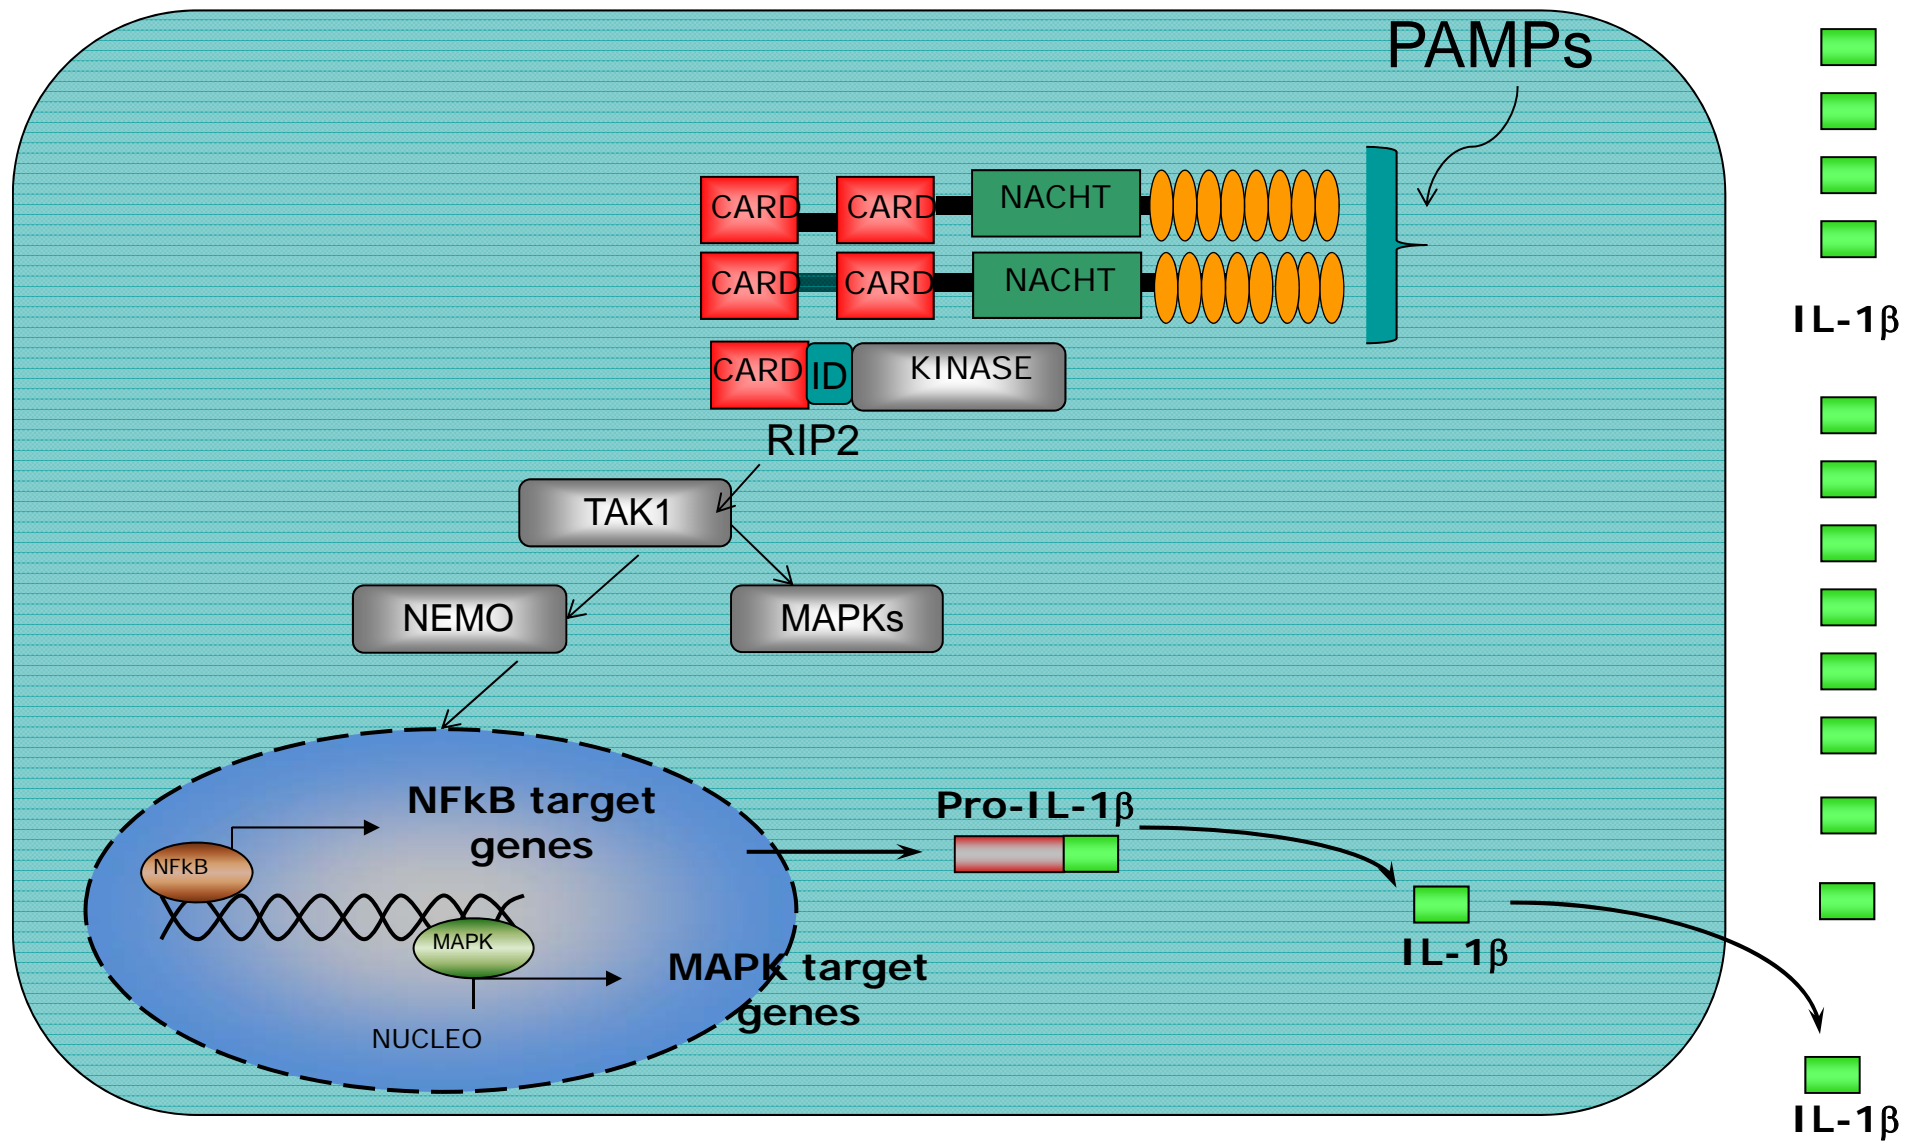 PAMPs
CARD CARD NACHT
CARD CARD NACHT
IL-1β
CARD ID KINASE
RIP2
TAK1
NEMO MAPKs
NFkB target
genes
NFkB
Pro-IL-1β
MAPK
IL-1β
MAPK target
genes
NUCLEO
IL-1β